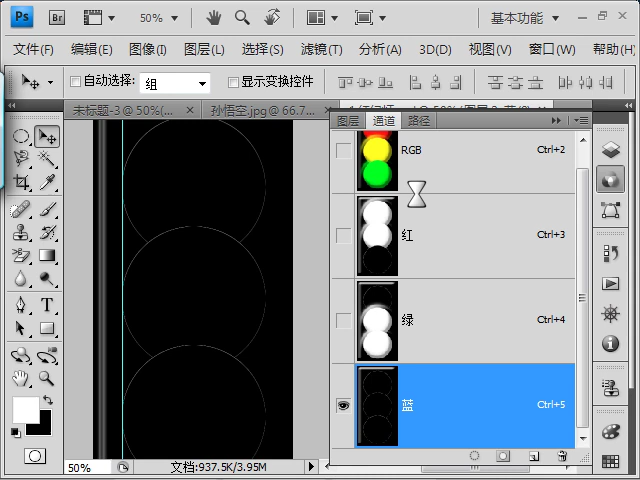 Ps Br 50% 基本功能
文件(F) 编辑(E) 图像(I) 图层(L) 选择(S) 滤镜(T) 分析(A) 3D(D) 视图(V) 窗口(W) 帮助(H)
自动选择: 组 显示变换控件
未标题-3 @ 50%(... 孙悟空.jpg @ 66.7...
图层 通道 路径
RGB Ctrl+2
红 Ctrl+3
绿 Ctrl+4
蓝 Ctrl+5
T
50% 文档:937.5K/3.95M